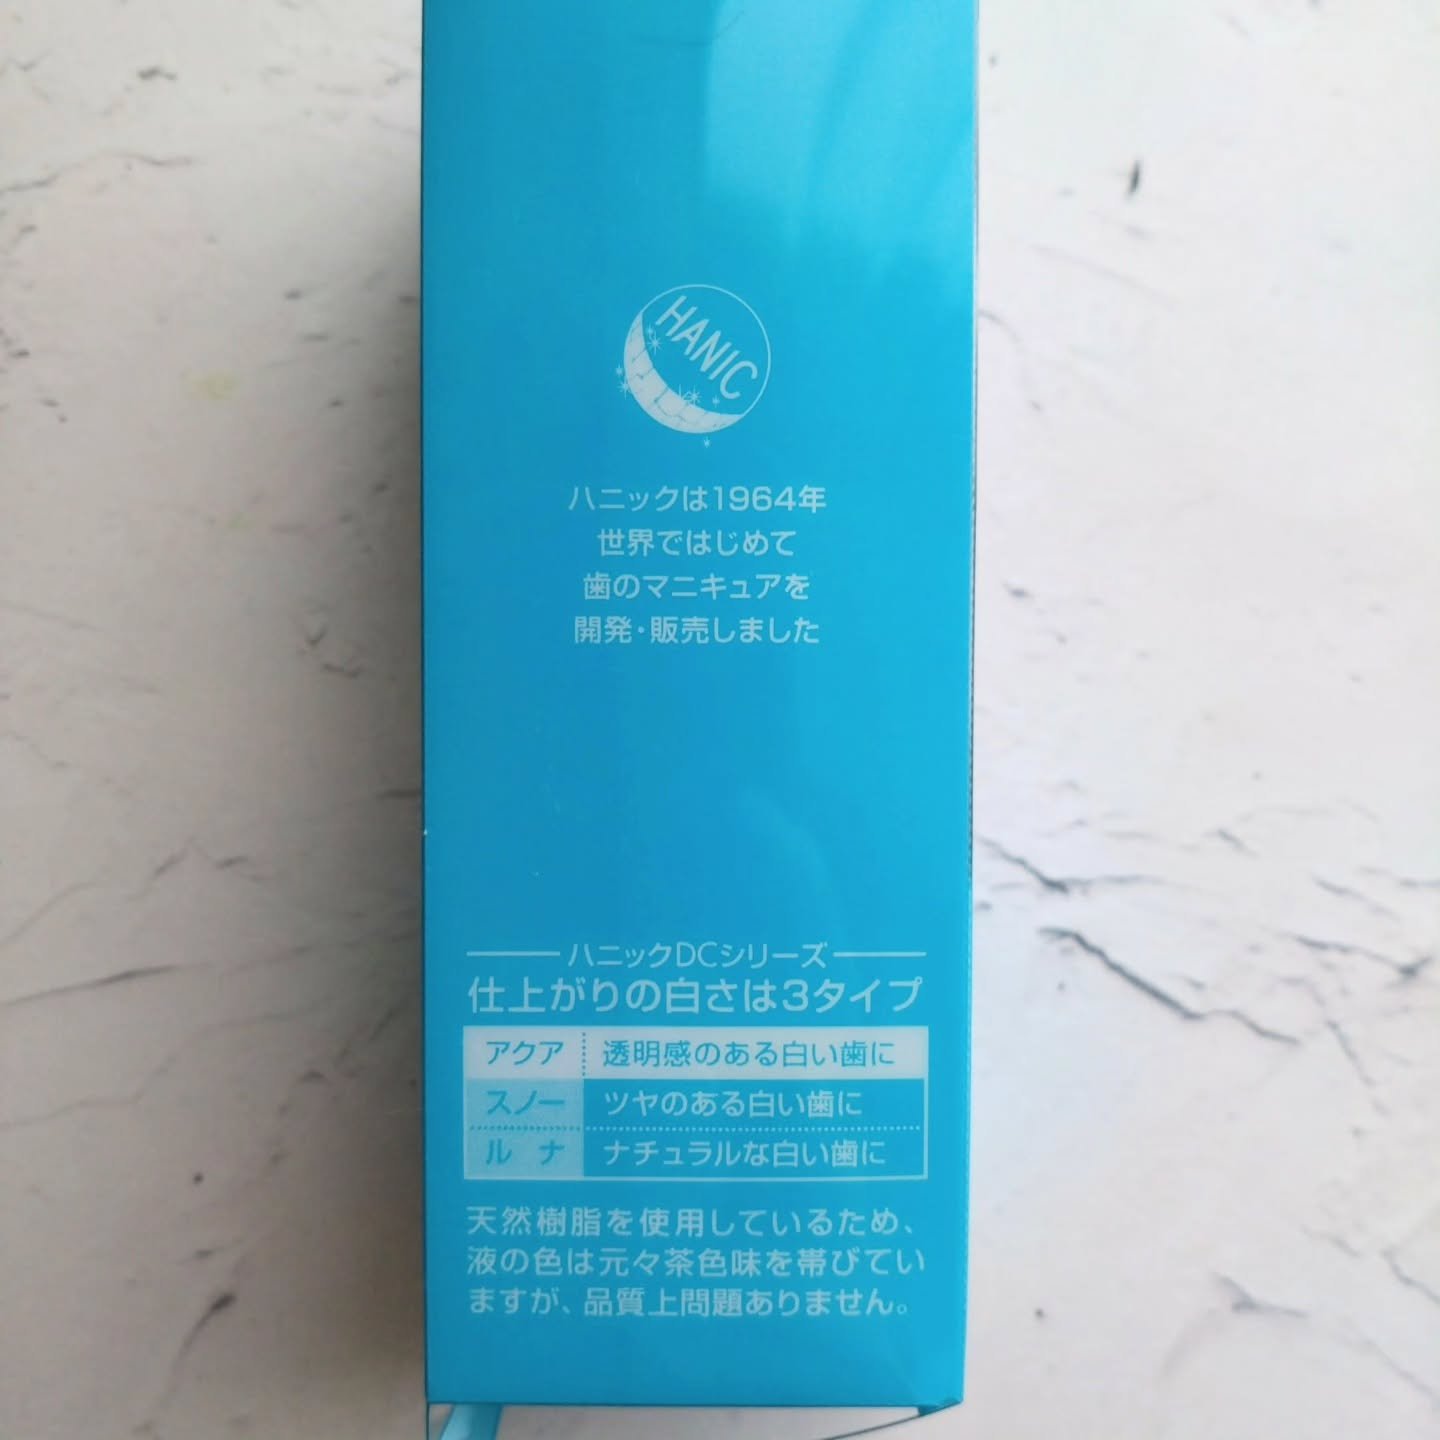 HANIC
ハニックは1964年
世界ではじめて
歯のマニキュアを
開発・販売しました
ハニックDCシリーズ
仕上がりの白さは3タイプ
アクア 透明感のある白い歯に
スノー ツヤのある白い歯に
ルナ ナチュラルな白い歯に
天然樹脂を使用しているため、
液の色は元々茶色味を帯びてい
ますが、品質上問題ありません。